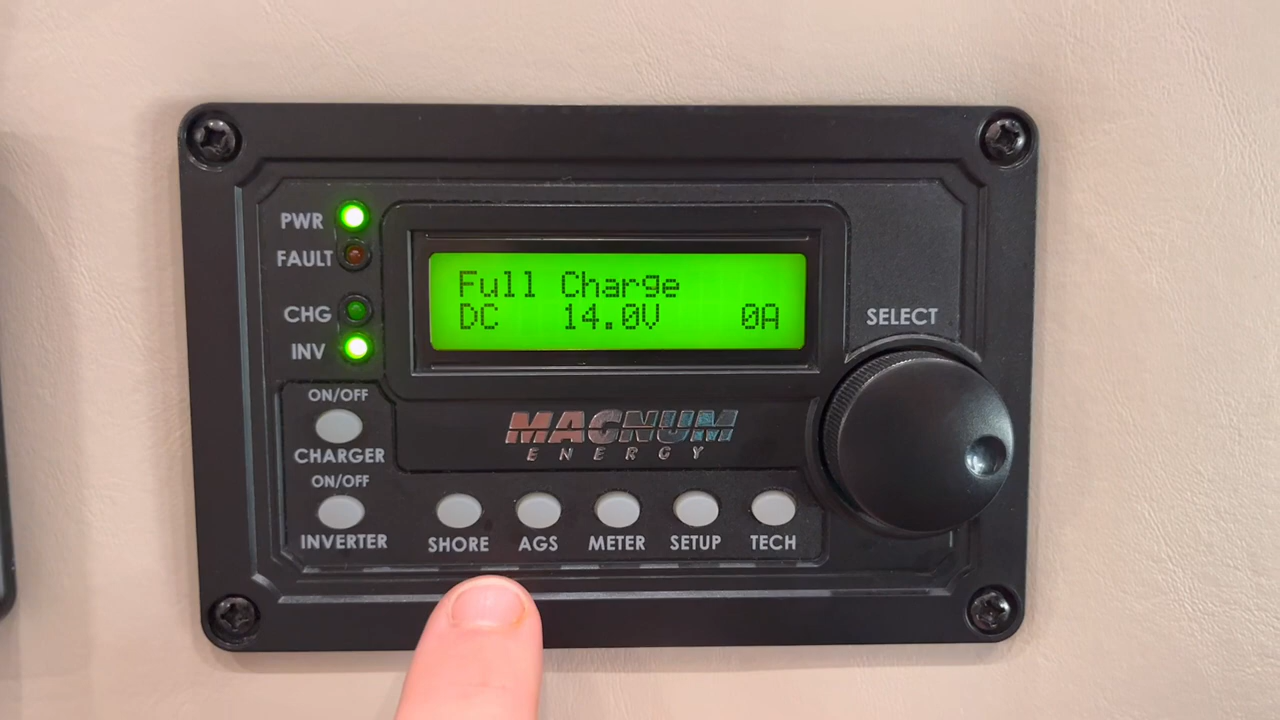 PWR
FAULT
CHG
INV
Full Charge
DC 14.0V 0A
SELECT
ON/OFF
CHARGER
ON/OFF
INVERTER
MAGNUM
ENERGY
SHORE AGS METER SETUP TECH